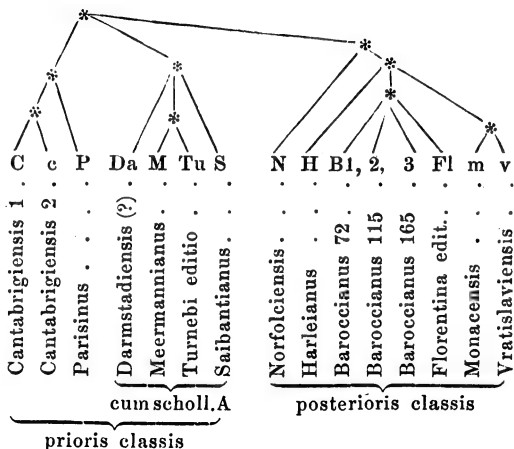 C c P Da M Tu S N H B1, 2, 3 Fl m v
Cantabrigiensis 1
Cantabrigiensis 2
Parisinus . . . .
Darmstadiensis (?)
Meermannianus . .
Turnebi editio . .
Saibantianus. . .
Norfolciensis. . . .
Harleianus . . .
Baroccianus 72 . .
Baroccianus 115 .
Baroccianus 165 .
Florentina edit. . .
Monacensis . . .
Vratislaviensis .
cum scholl. A
posterioris classis
prioris classis